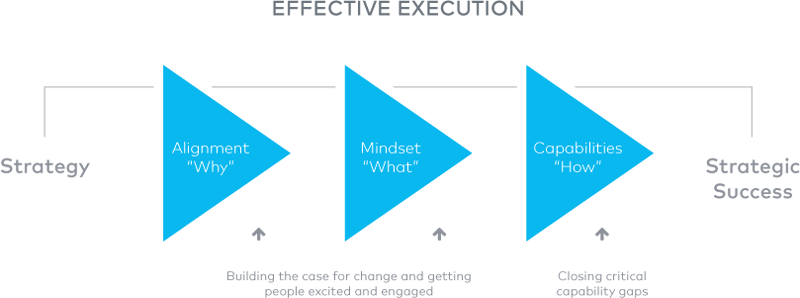 EFFECTIVE EXECUTION
Strategy
Alignment
“Why”
Mindset
“What”
Capabilities
“How”
Strategic
Success
Building the case for change and getting
people excited and engaged
Closing critical
capability gaps